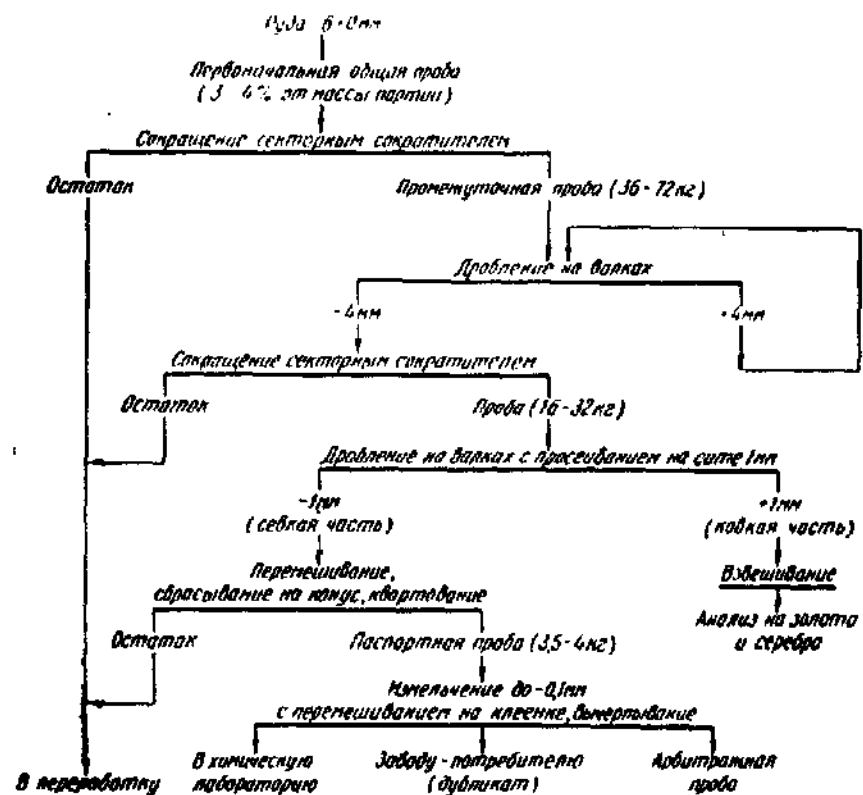 Руда 6-0мм
Первоначальная общая проба
(3-4% от массы партии)
Сокращение секторным сократителем
Остаток
Промежуточная проба (36-72кг)
Дробление на валках
-4мм
+4мм
Сокращение секторным сократителем
Остаток
Проба (16-32кг)
Дробление на валках с просеиванием на сите 1мм
-1мм
(севкая часть)
+1мм
(ковкая часть)
Перемешивание,
сбрасывание на конус, квартование
Взвешивание
Остаток
Паспортная проба (3,5-4кг)
Анализ на золото
и серебро
Измельчение до -0,1мм
с перемешиванием на клеенке, вычерпывание
В переработку
В химическую
лабораторию
Заводу-потребителю
(дубликат)
Арбитражная
проба